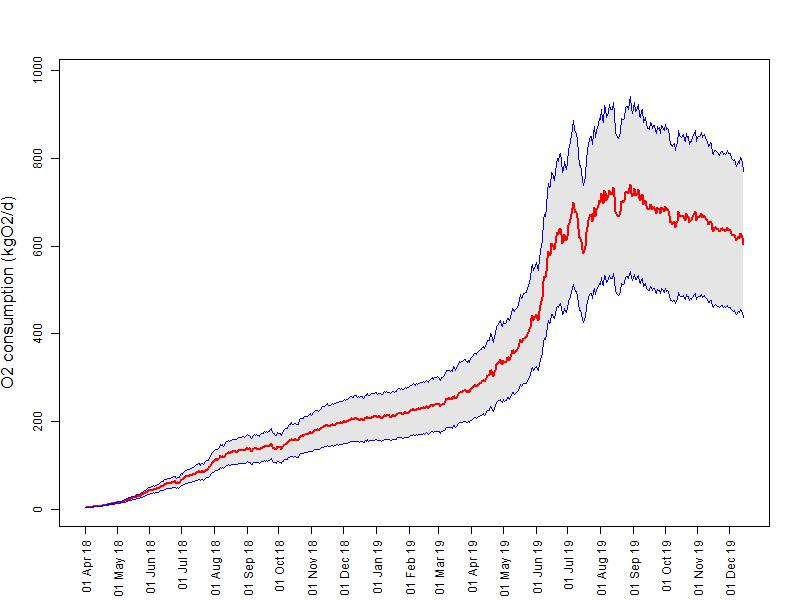 O2 consumption (kgO2/d)
1000
800
600
400
200
0
01 Apr 18
01 May 18
01 Jun 18
01 Jul 18
01 Aug 18
01 Sep 18
01 Oct 18
01 Nov 18
01 Dec 18
01 Jan 19
01 Feb 19
01 Mar 19
01 Apr 19
01 May 19
01 Jun 19
01 Jul 19
01 Aug 19
01 Sep 19
01 Oct 19
01 Nov 19
01 Dec 19